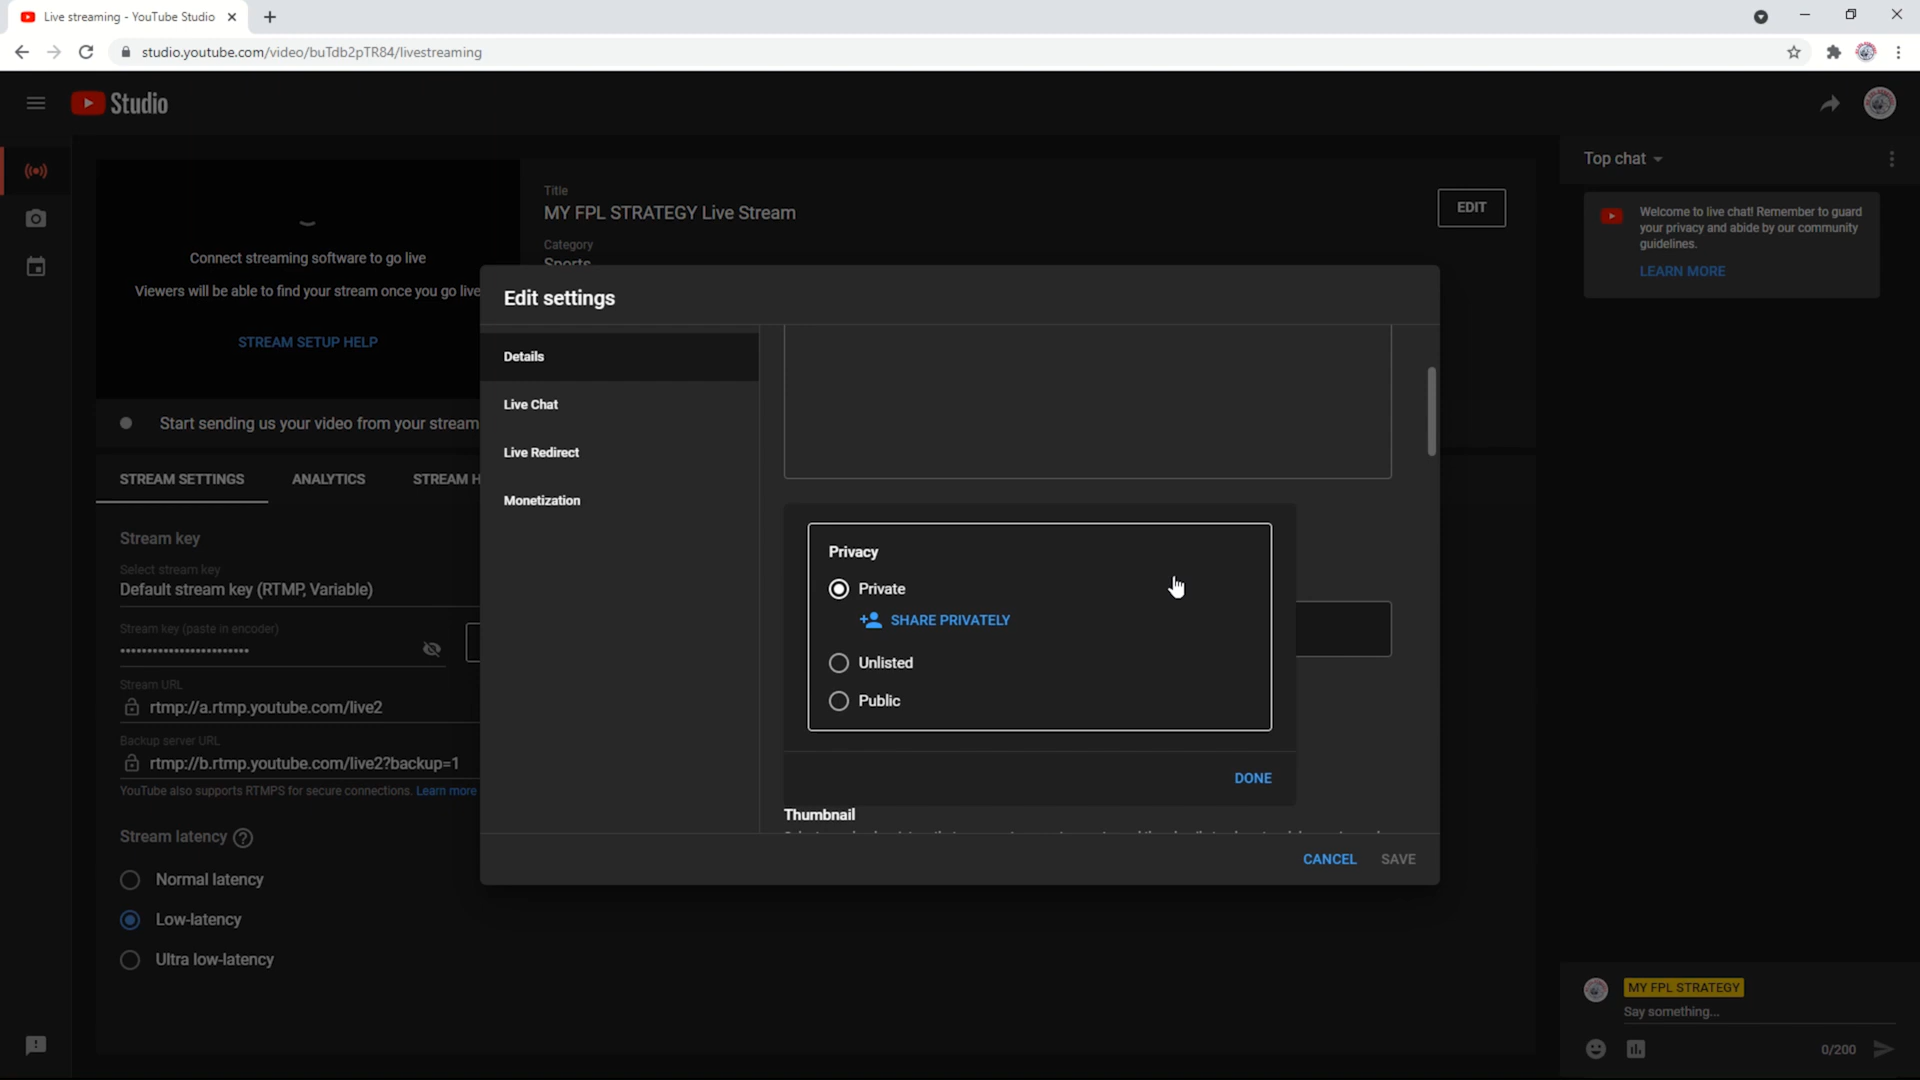 Live streaming - YouTube Studio
studio.youtube.com/video/buTdb2pTR84/livestreaming
Studio
Connect streaming software to go live
Viewers will be able to find your stream once you go live
STREAM SETUP HELP
Start sending us your video from your stream
Title
MY FPL STRATEGY Live Stream
Category
Sports
EDIT
Top chat
Welcome to live chat! Remember to guard
your privacy and abide by our community
guidelines.
LEARN MORE
STREAM SETTINGS
ANALYTICS
STREAM H
Stream key
Select stream key
Default stream key (RTMP, Variable)
Stream key (paste in encoder)
Stream URL
rtmp://a.rtmp.youtube.com/live2
Backup server URL
rtmp://b.rtmp.youtube.com/live2?backup=1
YouTube also supports RTMPS for secure connections. Learn more
Stream latency
Normal latency
Low-latency
Ultra low-latency
Edit settings
Details
Live Chat
Live Redirect
Monetization
Privacy
Private
SHARE PRIVATELY
Unlisted
Public
DONE
Thumbnail
CANCEL
SAVE
MY FPL STRATEGY
Say something...
0/200